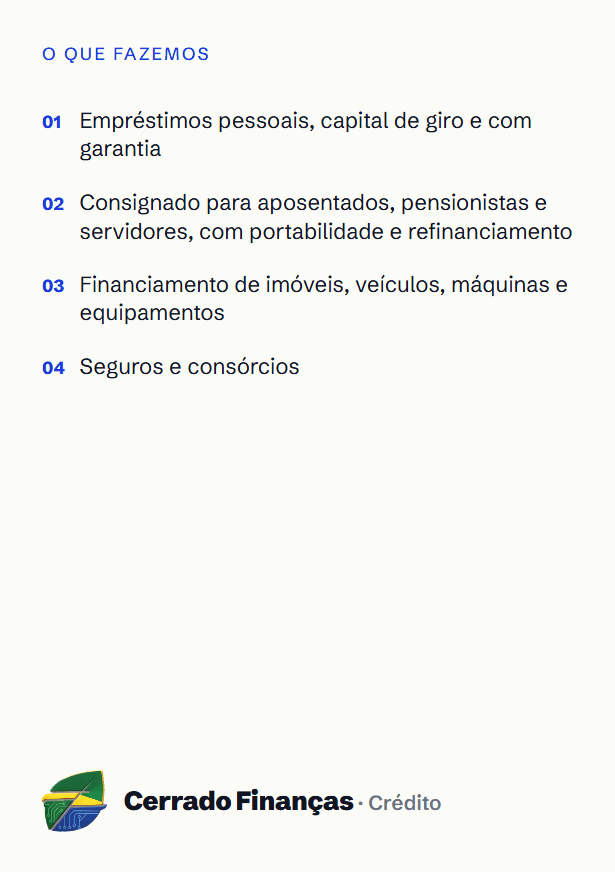 O QUE FAZEMOS
01 Empréstimos pessoais, capital de giro e com
garantia
02 Consignado para aposentados, pensionistas e
servidores, com portabilidade e refinanciamento
03 Financiamento de imóveis, veículos, máquinas e
equipamentos
04 Seguros e consórcios
Cerrado Finanças · Crédito